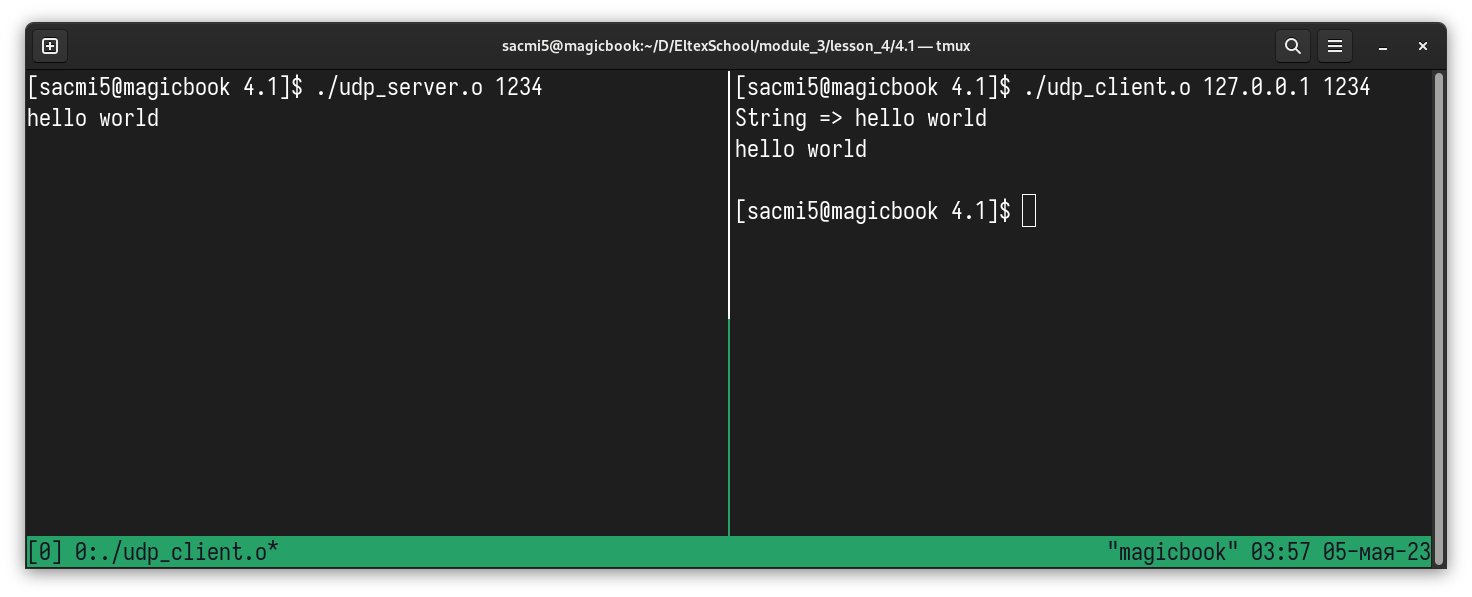 sacmi5@magicbook:~/D/EltexSchool/module_3/lesson_4/4.1 — tmux
[sacmi5@magicbook 4.1]$ ./udp_server.o 1234
hello world
[sacmi5@magicbook 4.1]$ ./udp_client.o 127.0.0.1 1234
String => hello world
hello world
[sacmi5@magicbook 4.1]$
[0] 0:./udp_client.o* "magicbook" 03:57 05-мая-23